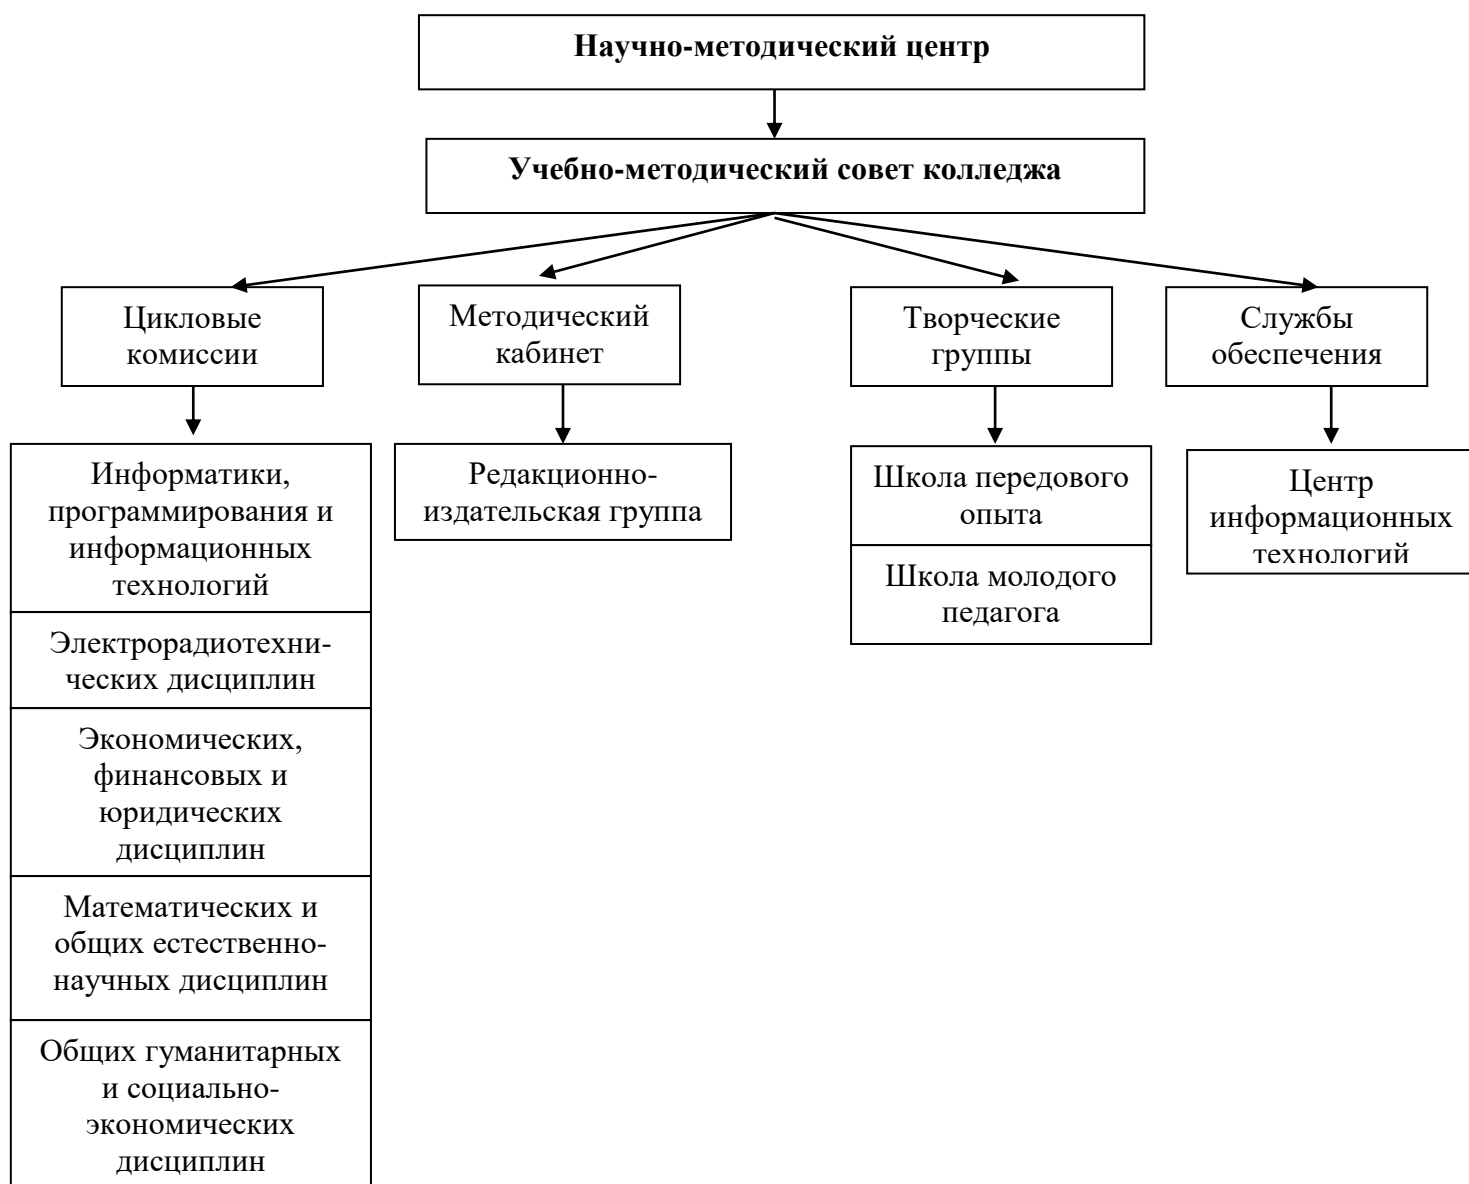 Научно-методический центр
Учебно-методический совет колледжа
Цикловые
комиссии
Методический
кабинет
Творческие
группы
Службы
обеспечения
Информатики,
программирования и
информационных
технологий
Электрорадиотехни-
ческих дисциплин
Экономических,
финансовых и
юридических
дисциплин
Математических и
общих естественно-
научных дисциплин
Общих гуманитарных
и социально-
экономических
дисциплин
Редакционно-
издательская группа
Школа передового
опыта
Школа молодого
педагога
Центр
информационных
технологий